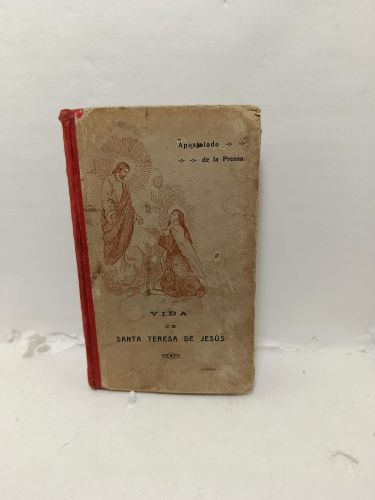 Apostolado
de la Prensa.
VIDA
DE
SANTA TERESA DE JESÚS